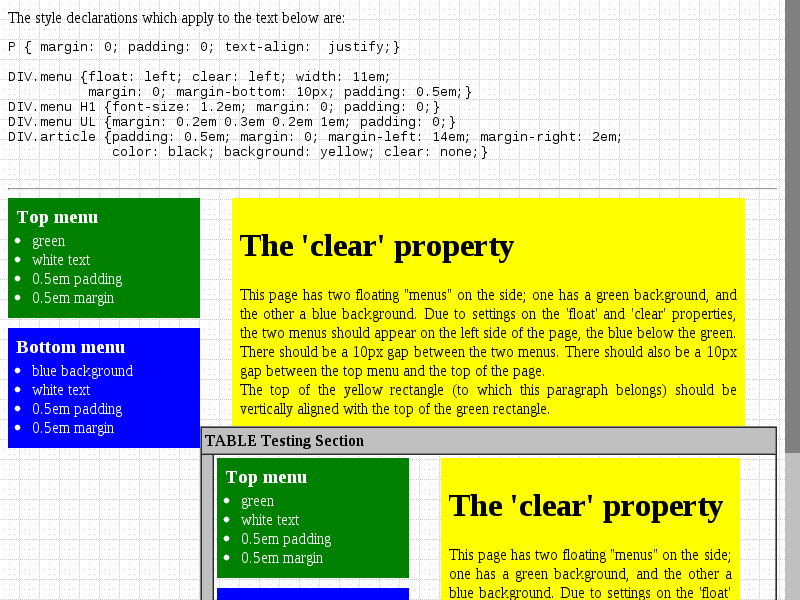 The style declarations which apply to the text below are:
P { margin: 0; padding: 0; text-align:  justify;}
DIV.menu {float: left; clear: left; width: 11em;
          margin: 0; margin-bottom: 10px; padding: 0.5em;}
DIV.menu H1 {font-size: 1.2em; margin: 0; padding: 0;}
DIV.menu UL {margin: 0.2em 0.3em 0.2em 1em; padding: 0;}
DIV.article {padding: 0.5em; margin: 0; margin-left: 14em; margin-right: 2em;
             color: black; background: yellow; clear: none;}
Top menu
green
white text
0.5em padding
0.5em margin
Bottom menu
blue background
white text
0.5em padding
0.5em margin
The 'clear' property
This page has two floating "menus" on the side; one has a green background, and
the other a blue background. Due to settings on the 'float' and 'clear' properties,
the two menus should appear on the left side of the page, the blue below the green.
There should be a 10px gap between the two menus. There should also be a 10px
gap between the top menu and the top of the page.
The top of the yellow rectangle (to which this paragraph belongs) should be
vertically aligned with the top of the green rectangle.
TABLE Testing Section
Top menu
green
white text
0.5em padding
0.5em margin
The 'clear' property
This page has two floating "menus" on the side;
one has a green background, and the other a
blue background. Due to settings on the 'float'